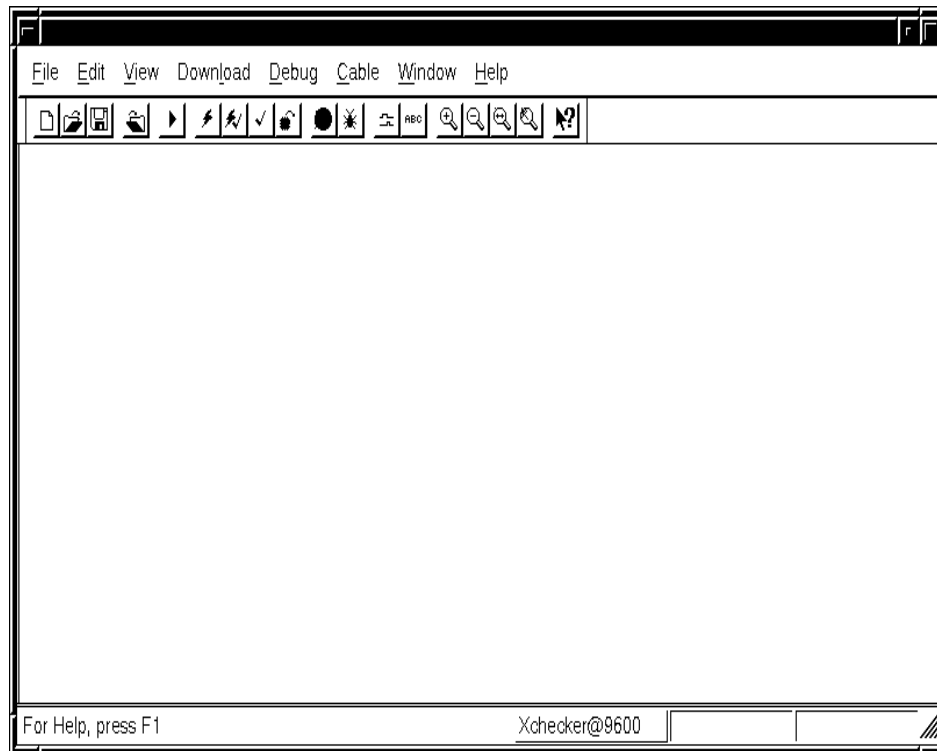 File Edit View Download Debug Cable Window Help
ABC
For Help, press F1 Xchecker@9600